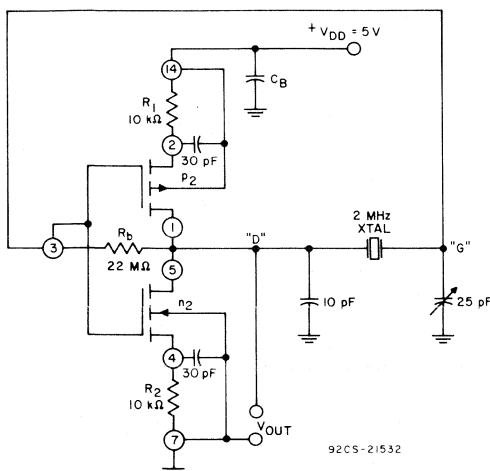 + VDD = 5V
14
CB
R1
10 kΩ
2
30 pF
p2
2 MHz
XTAL
1
3
Rb
22 MΩ
"D"
"G"
5
10 pF
25 pF
n2
4
30 pF
R2
10 kΩ
VOUT
7
92CS-21532